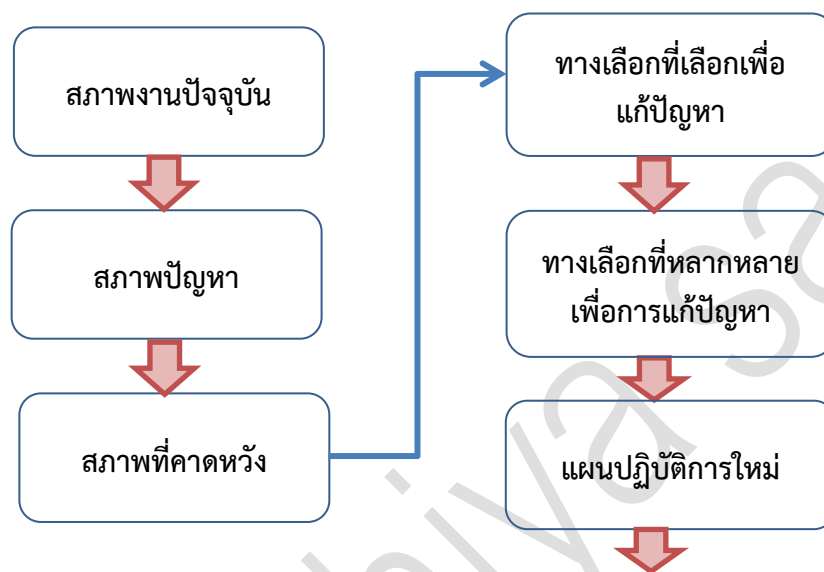 สภาพงานปัจจุบัน
สภาพปัญหา
สภาพที่คาดหวัง
ทางเลือกที่เลือกเพื่อ
แก้ปัญหา
ทางเลือกที่หลากหลาย
เพื่อการแก้ปัญหา
แผนปฏิบัติการใหม่